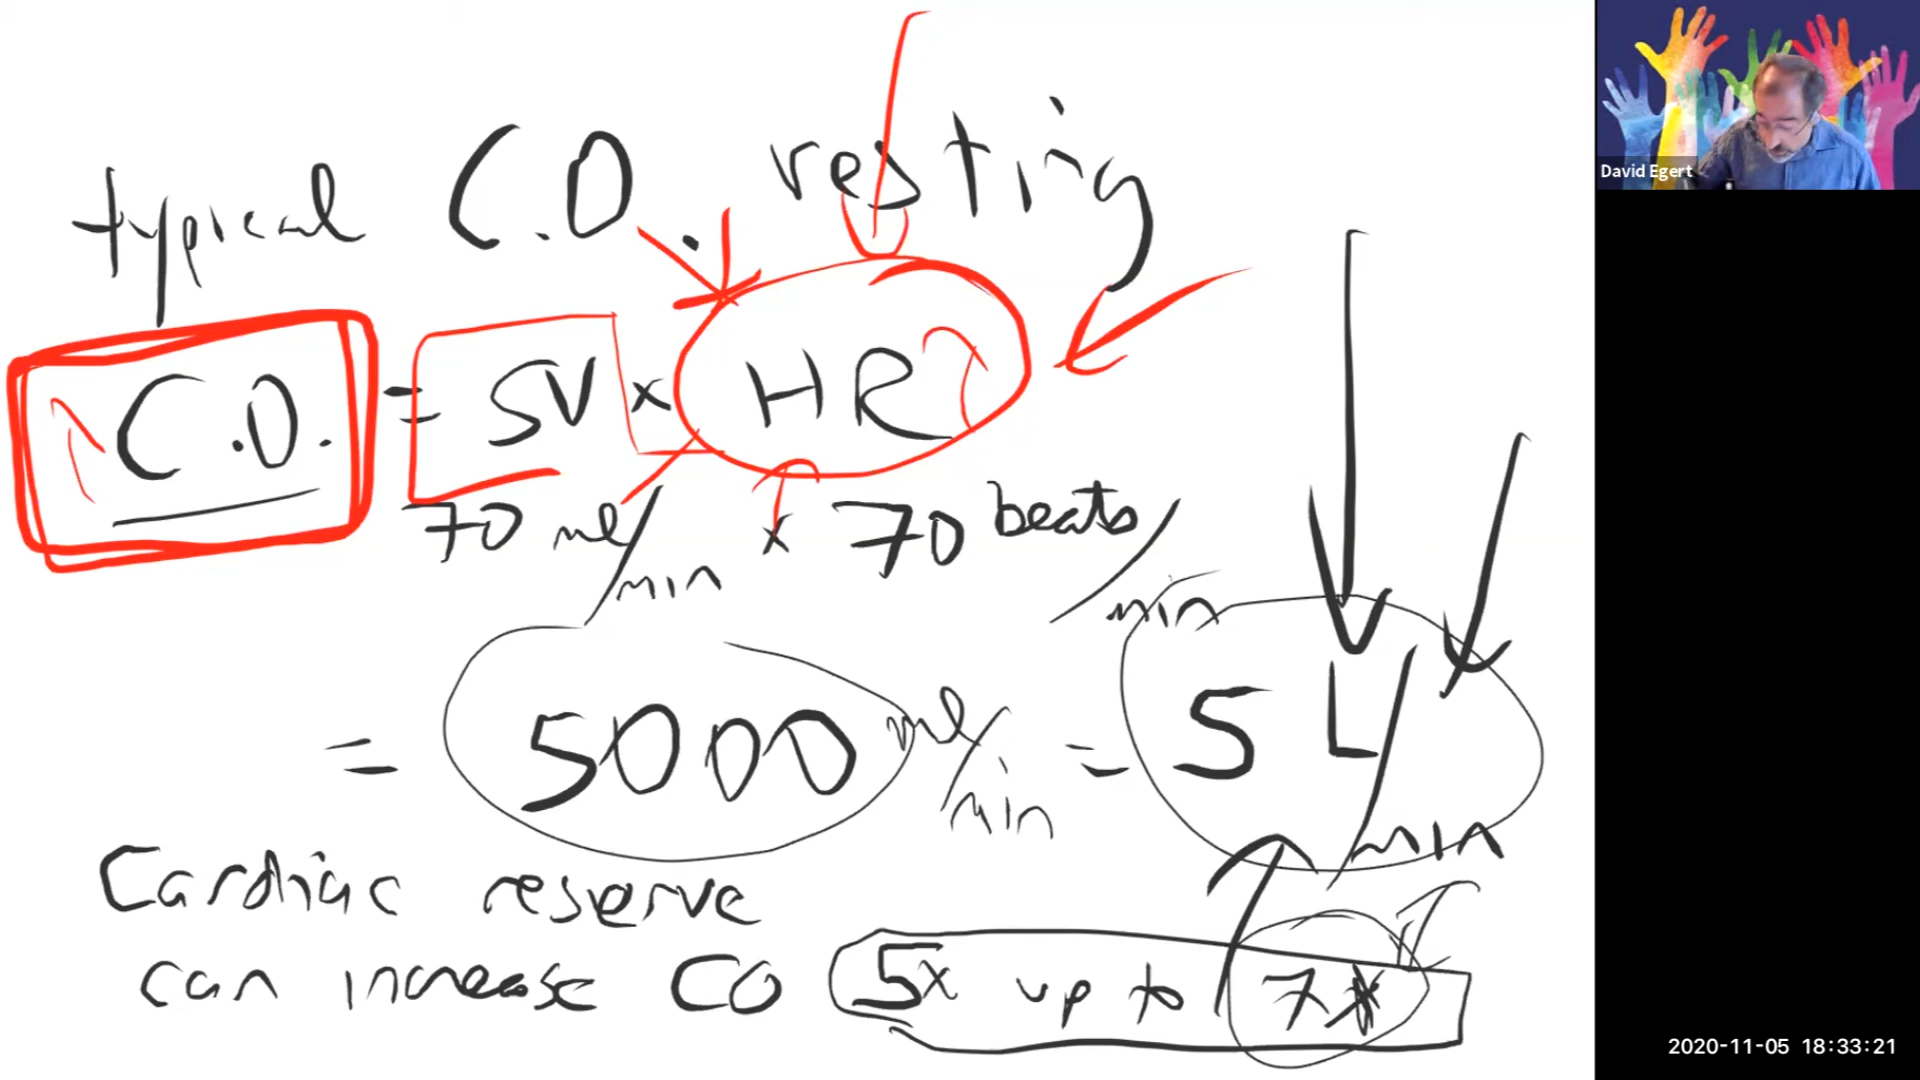 typical C.O. resting
C.O. = SV x HR
70 ml/min x 70 beats/min
= 5000 ml/min = 5 L/min
Cardiac reserve
can increase CO 5x up to 7x
David Egert
2020-11-05 18:33:21